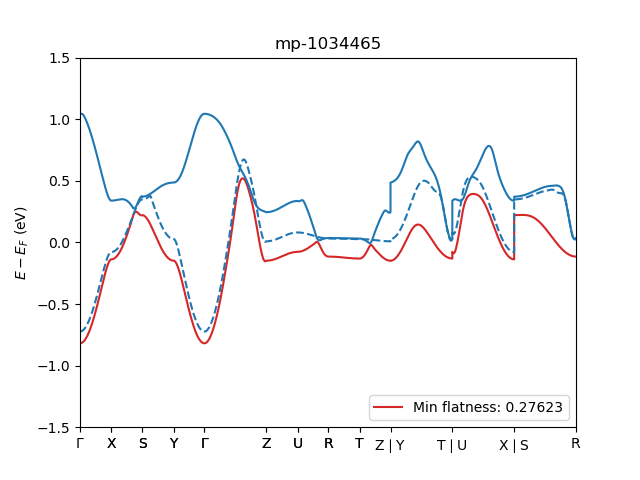 mp-1034465
E − E_F (eV)
1.5
1.0
0.5
0.0
−0.5
−1.0
−1.5
Min flatness: 0.27623
Γ X S Y Γ Z U R T Z | Y T | U X | S R